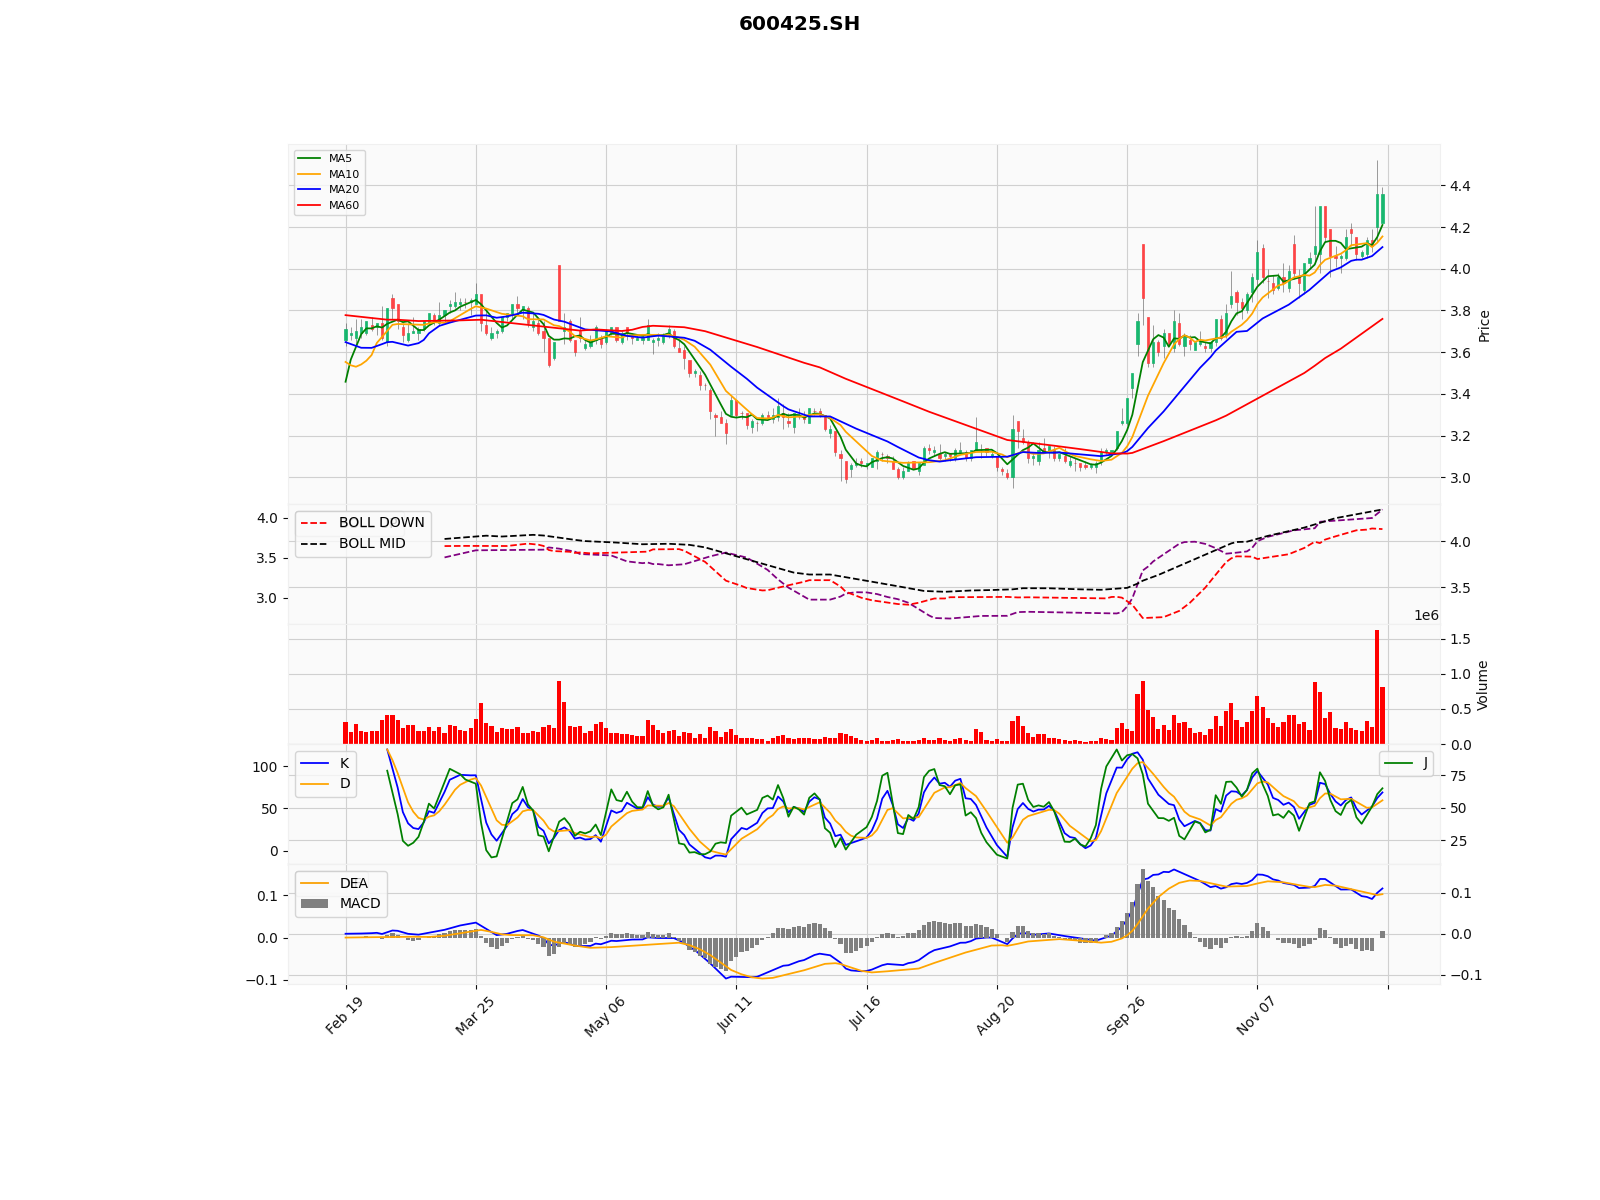 600425.SH
MA5
MA10
MA20
MA60
4.4
4.2
4.0
3.8
3.6
3.4
3.2
3.0
Price
BOLL DOWN
BOLL MID
4.0
3.5
3.0
4.0
3.5
1e6
1.5
1.0
0.5
0.0
Volume
K
D
J
100
50
0
75
50
25
DEA
MACD
0.1
0.0
−0.1
0.1
0.0
−0.1
Feb 19
Mar 25
May 06
Jun 11
Jul 16
Aug 20
Sep 26
Nov 07